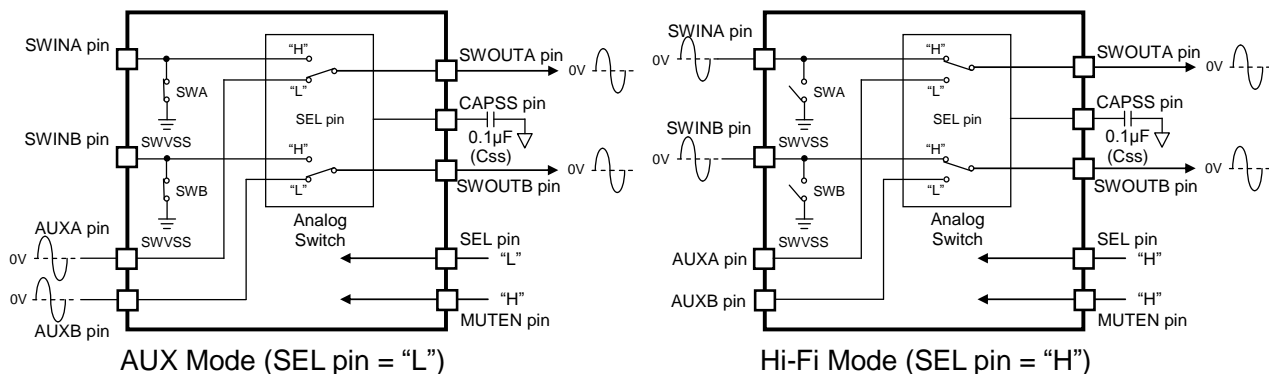 SWINA pin
“H”
SWOUTA pin
0V
“L”
SWA
CAPSS pin
SEL pin
SWINB pin
SWVSS
0.1µF
(Css)
“H”
0V
SWB
“L”
SWOUTB pin
AUXA pin
SWVSS
Analog
Switch
SEL pin
0V
“L”
0V
“H”
AUXB pin
MUTEN pin
AUX Mode (SEL pin = “L”)
SWINA pin
“H”
SWOUTA pin
0V
0V
“L”
SWA
CAPSS pin
SEL pin
SWINB pin
SWVSS
0.1µF
(Css)
“H”
0V
0V
SWB
“L”
SWOUTB pin
SWVSS
Analog
Switch
SEL pin
AUXA pin
“H”
AUXB pin
“H”
MUTEN pin
Hi-Fi Mode (SEL pin = “H”)